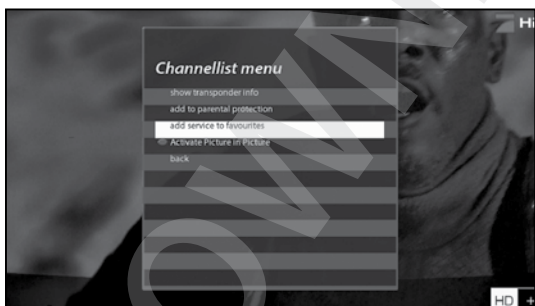 Hi
Channellist menu
show transponder info
add to parental protection
add service to favourites
Activate Picture in Picture
back
HD +